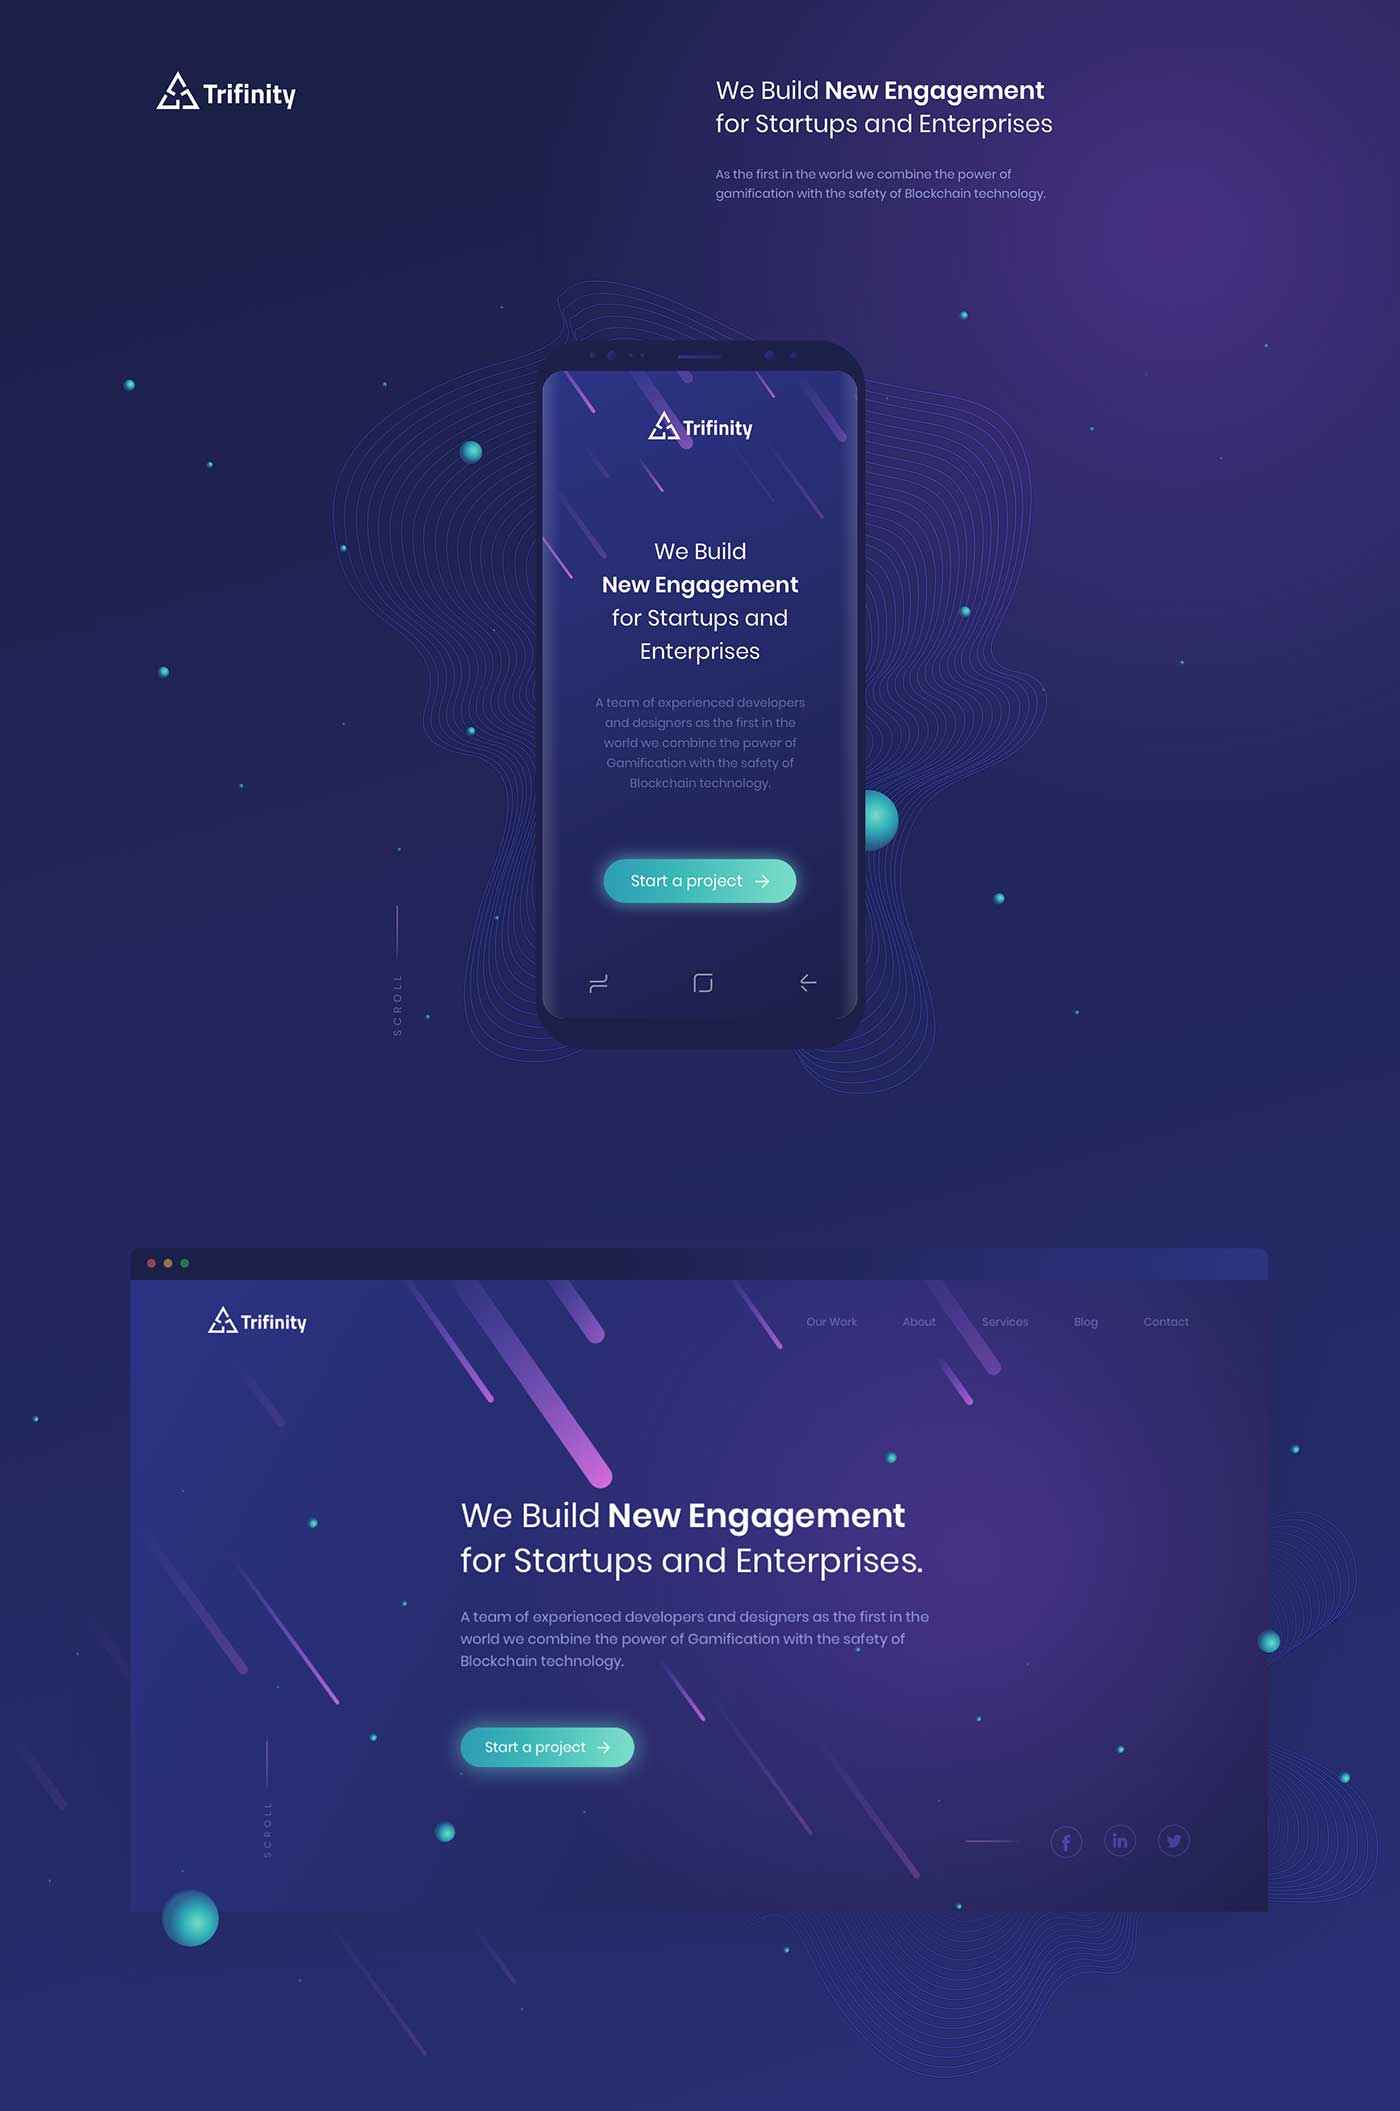 Trifinity
We Build New Engagement
for Startups and Enterprises
As the first in the world we combine the power of
gamification with the safety of Blockchain technology.
Trifinity
We Build
New Engagement
for Startups and
Enterprises
A team of experienced developers
and designers as the first in the
world we combine the power of
Gamification with the safety of
Blockchain technology.
Start a project
SCROLL
Trifinity
Our Work About Services Blog Contact
We Build New Engagement
for Startups and Enterprises.
A team of experienced developers and designers as the first in the
world we combine the power of Gamification with the safety of
Blockchain technology.
Start a project
SCROLL
f in